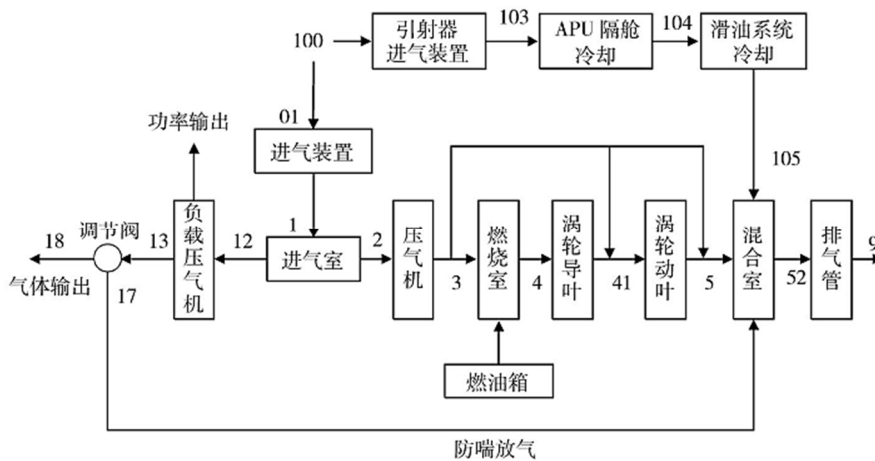 100
引射器
进气装置
103
APU 隔舱
冷却
104
滑油系统
冷却
01
功率输出
进气装置
105
1
18
调节阀
13
负载压气机
12
进气室
2
压气机
3
燃烧室
4
涡轮导叶
41
涡轮动叶
5
混合室
52
排气管
9
气体输出
17
燃油箱
防喘放气